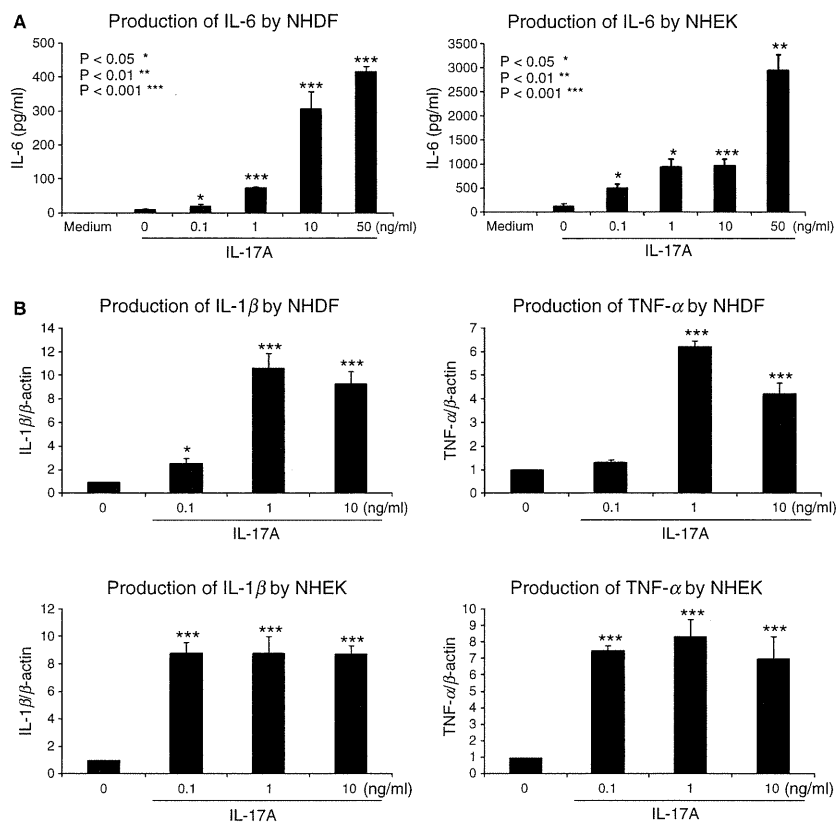 A
Production of IL-6 by NHDF
IL-6 (pg/ml)
500
400
300
200
100
0
P < 0.05 *
P < 0.01 **
P < 0.001 ***
*
***
***
***
Medium 0 0.1 1 10 50 (ng/ml)
IL-17A
Production of IL-6 by NHEK
IL-6 (pg/ml)
3500
3000
2500
2000
1500
1000
500
0
P < 0.05 *
P < 0.01 **
P < 0.001 ***
*
*
***
**
Medium 0 0.1 1 10 50 (ng/ml)
IL-17A
B
Production of IL-1β by NHDF
IL-1β/β-actin
14
12
10
8
6
4
2
0
*
***
***
0 0.1 1 10 (ng/ml)
IL-17A
Production of TNF-α by NHDF
TNF-α/β-actin
7
6
5
4
3
2
1
0
***
***
0 0.1 1 10 (ng/ml)
IL-17A
Production of IL-1β by NHEK
IL-1β/β-actin
12
10
8
6
4
2
0
***
***
***
0 0.1 1 10 (ng/ml)
IL-17A
Production of TNF-α by NHEK
TNF-α/β-actin
10
9
8
7
6
5
4
3
2
1
0
***
***
***
0 0.1 1 10 (ng/ml)
IL-17A